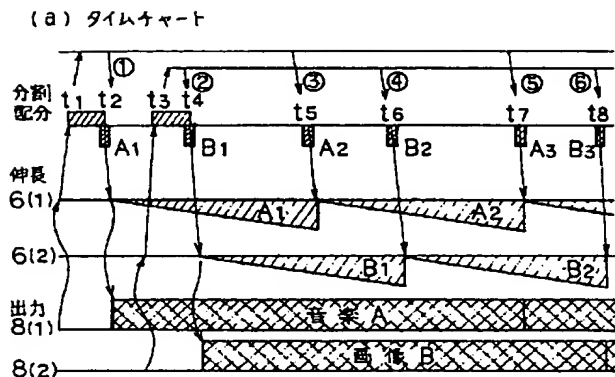 (a) タイムチャート
① ② ③ ④ ⑤ ⑥
分割
配分
t1 t2 t3 t4 t5 t6 t7 t8
A1 B1 A2 B2 A3 B3
伸長
6(1)
A1 A2
6(2)
B1 B2
出力
8(1)
音楽 A
8(2)
画像 B